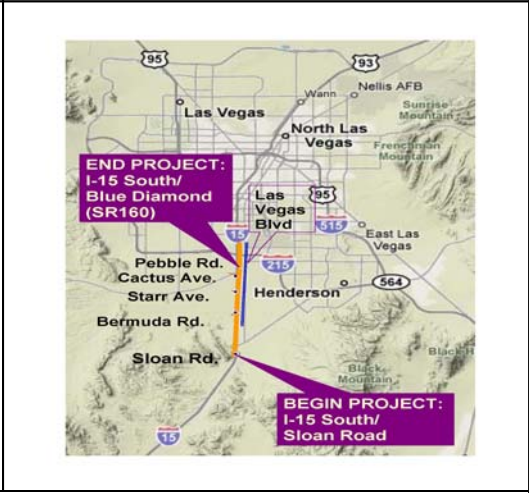 95
93
Nellis AFB
Wann
Las Vegas
Sunrise
Mountain
North Las
Vegas
Frenchman
Mountain
END PROJECT:
I-15 South/
Blue Diamond
(SR160)
Las
Vegas
Blvd
95
15
515
East Las
Vegas
Pebble Rd.
215
Cactus Ave.
564
Starr Ave.
Henderson
Bermuda Rd.
Sloan Rd.
Black H
Black
Mountain
BEGIN PROJECT:
I-15 South/
Sloan Road
15